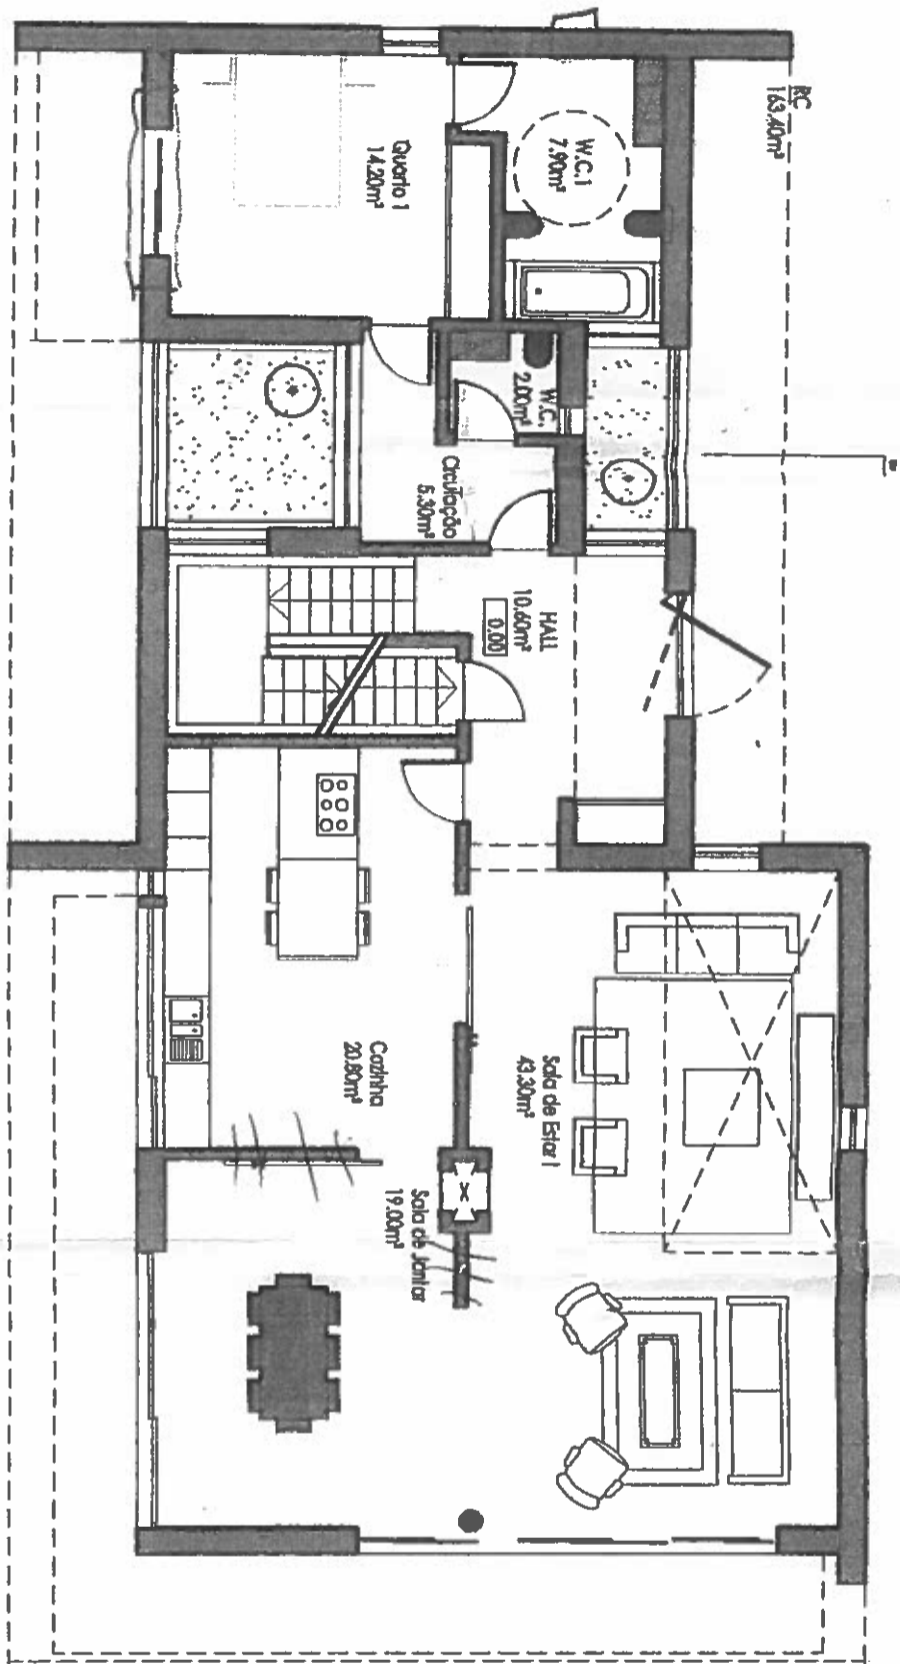 RC
163.40m²
W.C.1
7.90m²
Quarto 1
14.20m²
W.C.
2.00m²
Circulação
5.30m²
HALL
10.60m²
0.00
Cozinha
20.80m²
Sala de Estar 1
43.30m²
Sala de Jantar
19.00m²